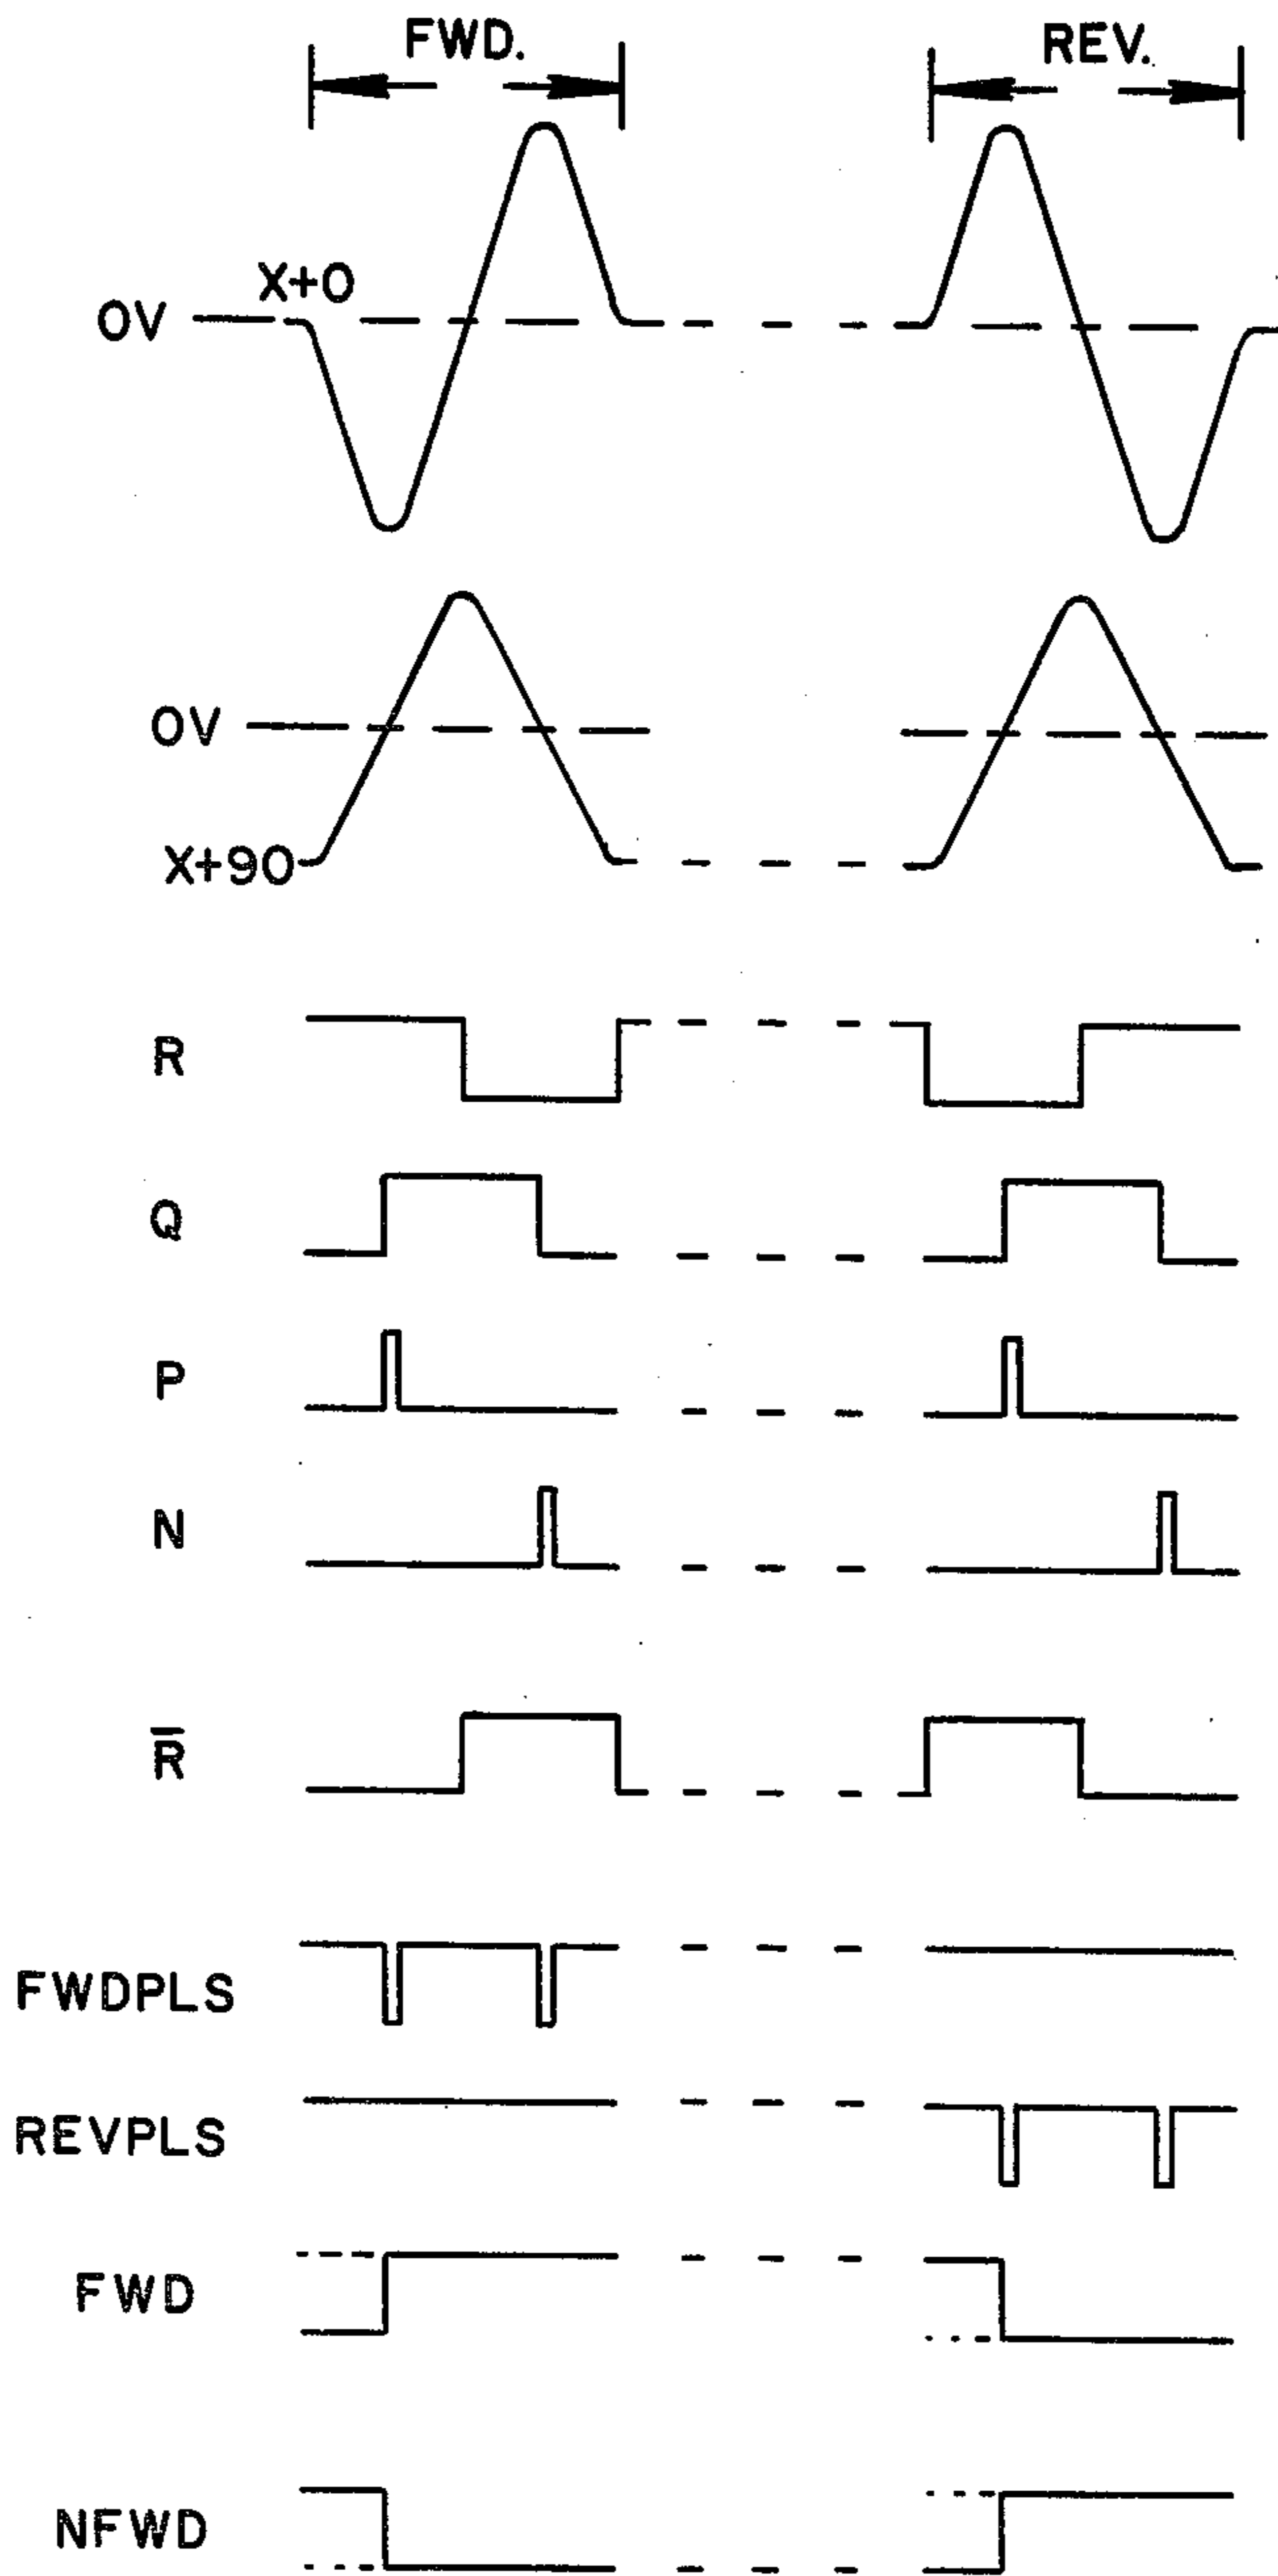 FWD. REV.
X+0
0V
0V
X+90
R
Q
P
N
R̅
FWDPLS
REVPLS
FWD
NFWD